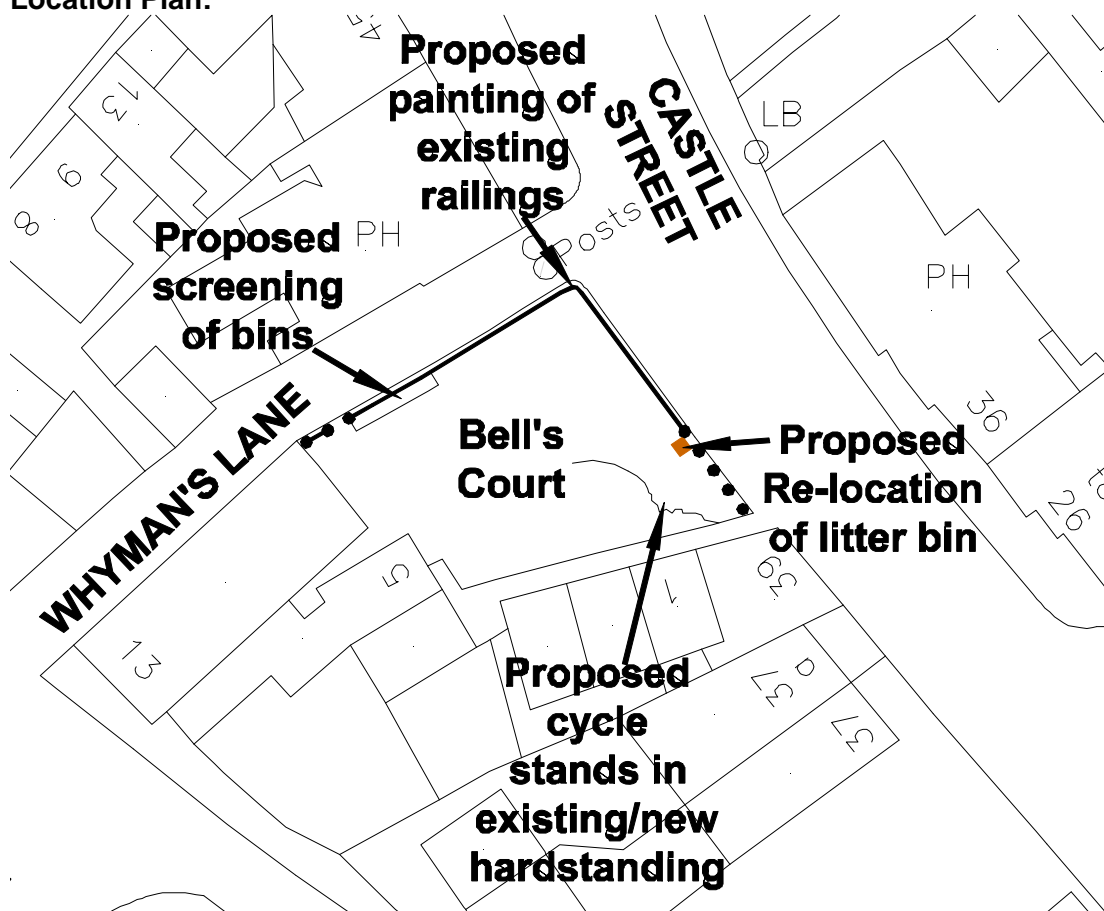 Location Plan:
45
Proposed
painting of
existing
railings
CASTLE
STREET
LB
13
9
8
PH
Posts
Proposed
screening
of bins
PH
WHYMAN'S LANE
Bell's
Court
36
Proposed
Re-location
of litter bin
26
5
1
39
13
Proposed
cycle
stands in
existing/new
hardstanding
37
a
37